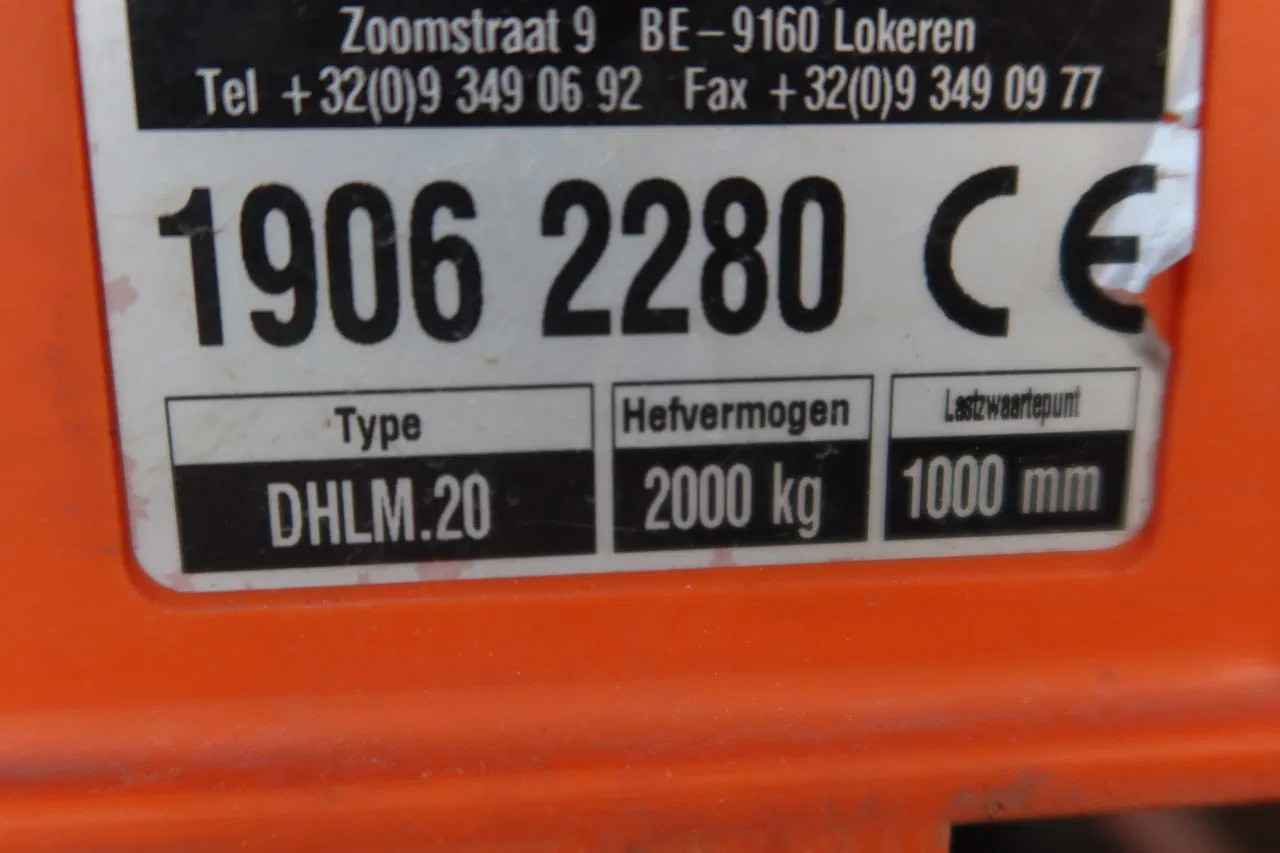 Zoomstraat 9 BE-9160 Lokeren
Tel +32(0)9 349 06 92 Fax +32(0)9 349 09 77
1906 2280 CE
Type Hefvermogen Lastzwaartepunt
DHLM.20 2000 kg 1000 mm